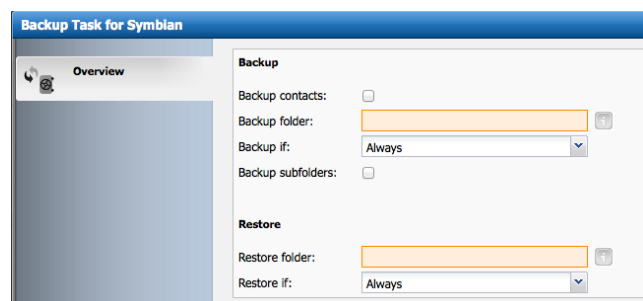 Backup Task for Symbian
Overview
Backup
Backup contacts:
Backup folder:
Backup if: Always
Backup subfolders:
Restore
Restore folder:
Restore if: Always